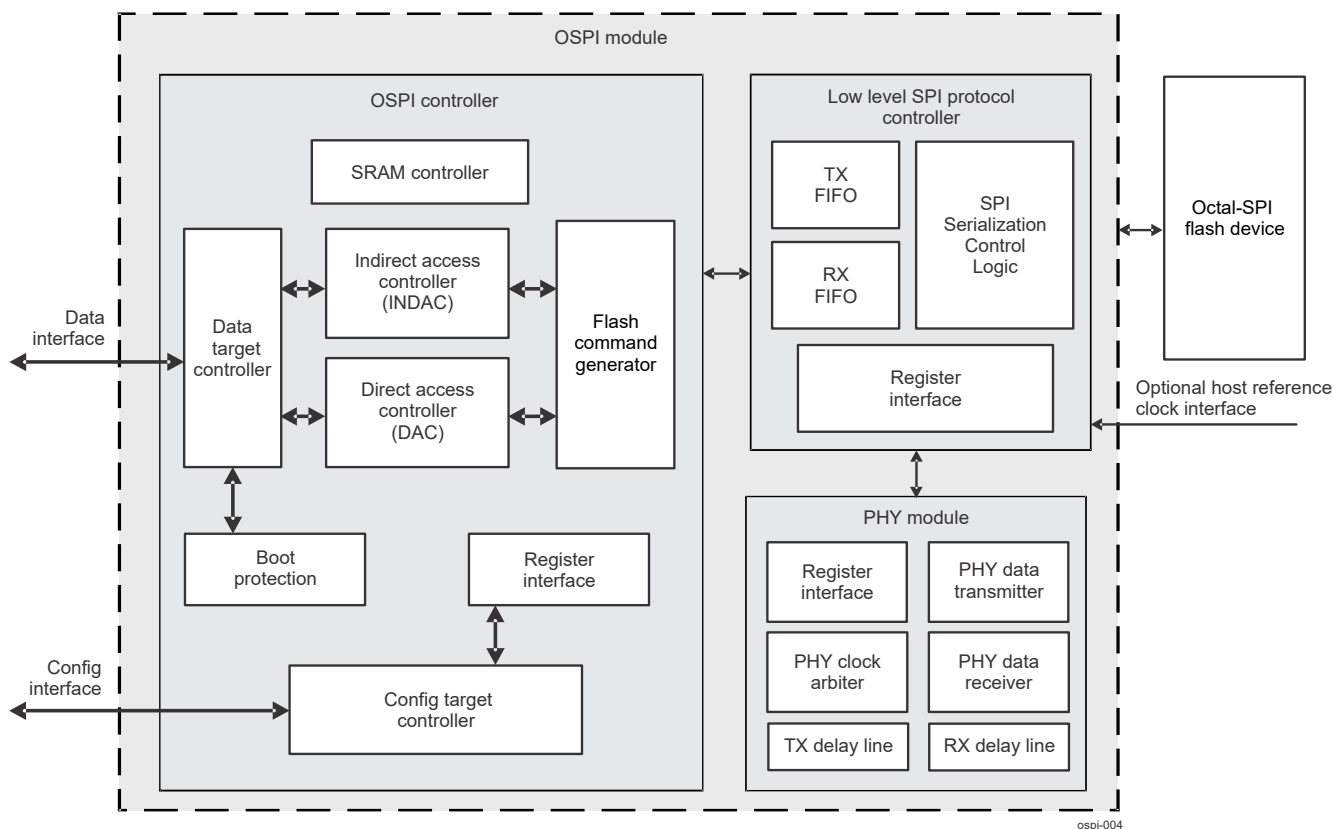 OSPI module
OSPI controller
SRAM controller
Data
interface
Data
target
controller
Indirect access
controller
(INDAC)
Direct access
controller
(DAC)
Flash
command
generator
Boot
protection
Register
interface
Config
interface
Config target
controller
Low level SPI protocol
controller
TX
FIFO
RX
FIFO
SPI
Serialization
Control
Logic
Register
interface
Octal-SPI
flash device
Optional host reference
clock interface
PHY module
Register
interface
PHY data
transmitter
PHY clock
arbiter
PHY data
receiver
TX delay line
RX delay line
ospi-004